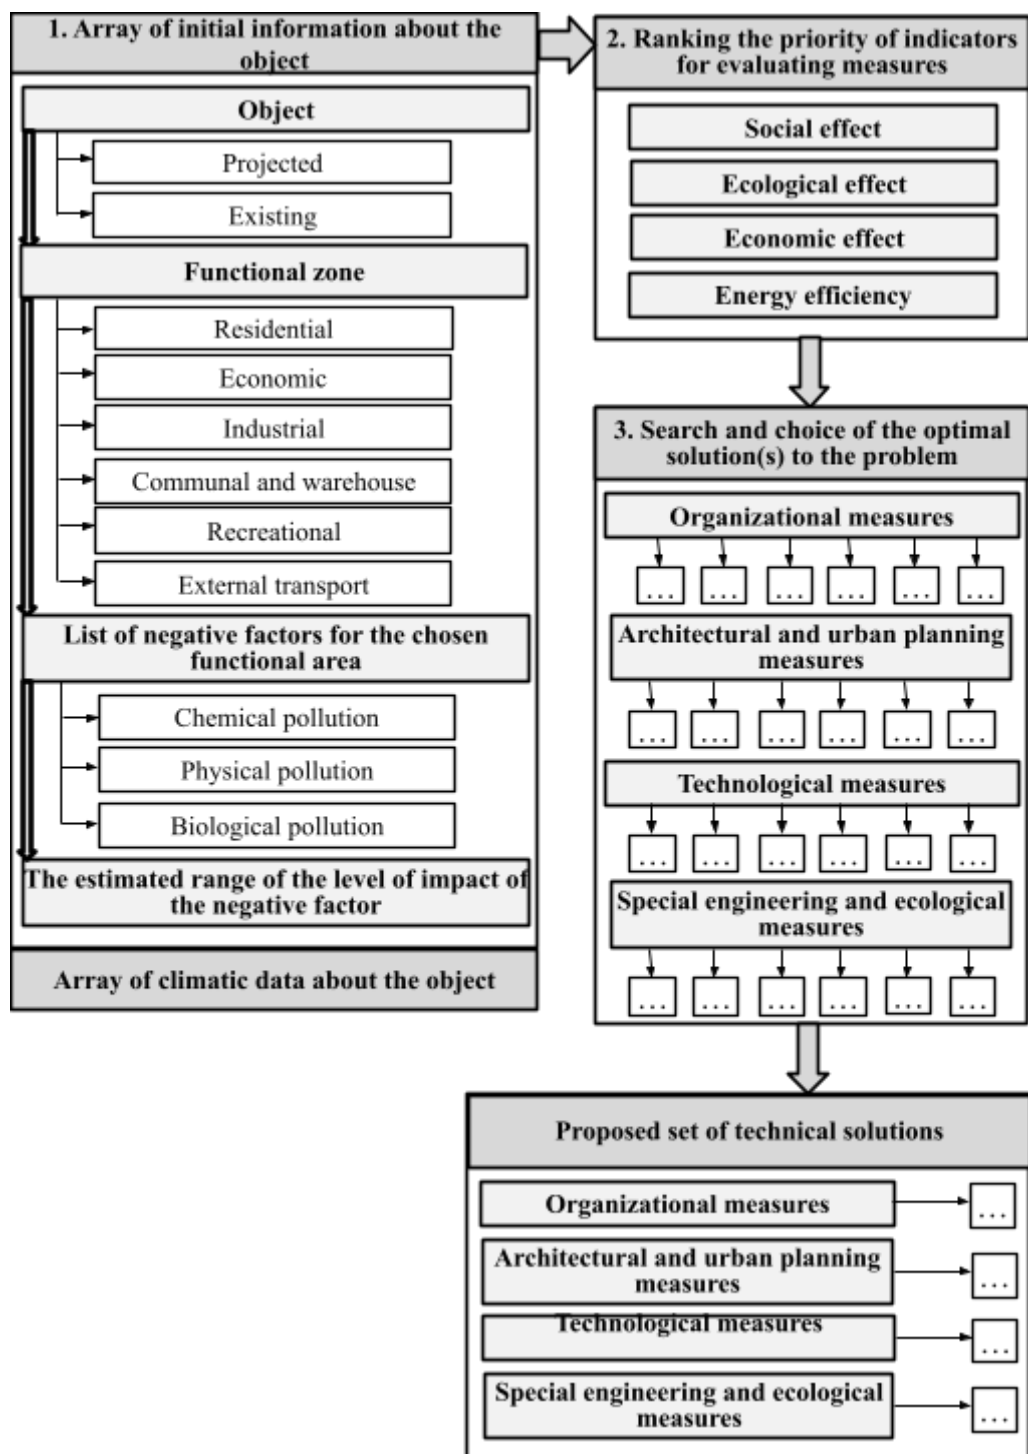 1. Array of initial information about the
object
Object
Projected
Existing
Functional zone
Residential
Economic
Industrial
Communal and warehouse
Recreational
External transport
List of negative factors for the chosen
functional area
Chemical pollution
Physical pollution
Biological pollution
The estimated range of the level of impact of
the negative factor
Array of climatic data about the object
2. Ranking the priority of indicators
for evaluating measures
Social effect
Ecological effect
Economic effect
Energy efficiency
3. Search and choice of the optimal
solution(s) to the problem
Organizational measures
... ... ... ... ... ...
Architectural and urban planning
measures
... ... ... ... ... ...
Technological measures
... ... ... ... ... ...
Special engineering and ecological
measures
... ... ... ... ... ...
Proposed set of technical solutions
Organizational measures
...
Architectural and urban planning
measures
...
Technological measures
...
Special engineering and ecological
measures
...